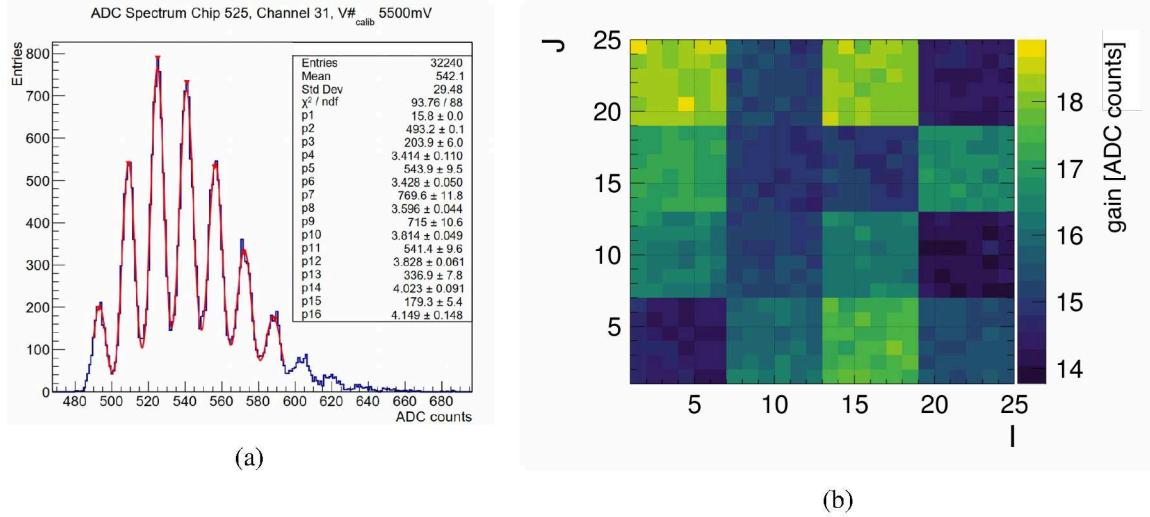 ADC Spectrum Chip 525, Channel 31, V#calib 5500mV
Entries
800
700
600
500
400
300
200
100
0
480 500 520 540 560 580 600 620 640 660 680
ADC counts
Entries 32240
Mean 542.1
Std Dev 29.48
χ² / ndf 93.76 / 88
p1 15.8 ± 0.0
p2 493.2 ± 0.1
p3 203.9 ± 6.0
p4 3.414 ± 0.110
p5 543.9 ± 9.5
p6 3.428 ± 0.050
p7 769.6 ± 11.8
p8 3.596 ± 0.044
p9 715 ± 10.6
p10 3.814 ± 0.049
p11 541.4 ± 9.6
p12 3.828 ± 0.061
p13 336.9 ± 7.8
p14 4.023 ± 0.091
p15 179.3 ± 5.4
p16 4.149 ± 0.148
(a)
J
25
20
15
10
5
5 10 15 20 25
I
18
17
16
15
14
gain [ADC counts]
(b)